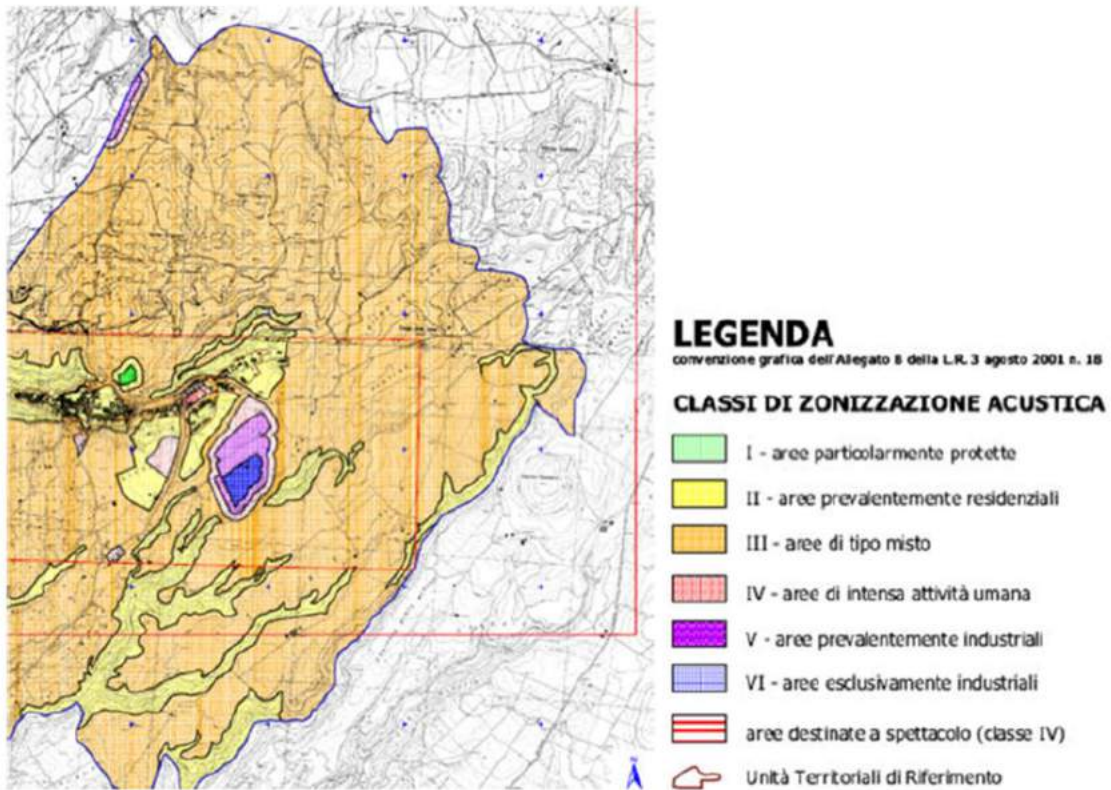 LEGENDA
convenzione grafica dell'Allegato B della L.R. 3 agosto 2001 n. 18
CLASSI DI ZONIZZAZIONE ACUSTICA
I - aree particolarmente protette
II - aree prevalentemente residenziali
III - aree di tipo misto
IV - aree di intensa attività umana
V - aree prevalentemente industriali
VI - aree esclusivamente industriali
aree destinate a spettacolo (classe IV)
Unità Territoriali di Riferimento